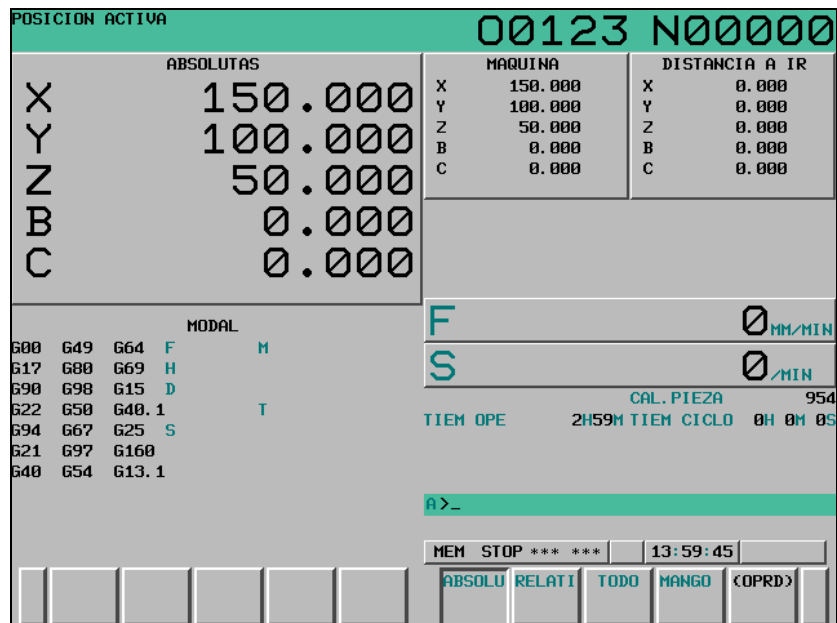 POSICION ACTIVA O0123 N00000
ABSOLUTAS
X 150.000
Y 100.000
Z 50.000
B 0.000
C 0.000
MAQUINA
X 150.000
Y 100.000
Z 50.000
B 0.000
C 0.000
DISTANCIA A IR
X 0.000
Y 0.000
Z 0.000
B 0.000
C 0.000
MODAL
G00 G49 G64 F M
G17 G80 G69 H
G90 G98 G15 D
G22 G50 G40.1 T
G94 G67 G25 S
G21 G97 G160
G40 G54 G13.1
F 0 MM/MIN
S 0 /MIN
CAL.PIEZA 954
TIEM OPE 2H59M TIEM CICLO 0H 0M 0S
A>_
MEM STOP *** *** 13:59:45
ABSOLU RELATI TODO MANGO (OPRD)